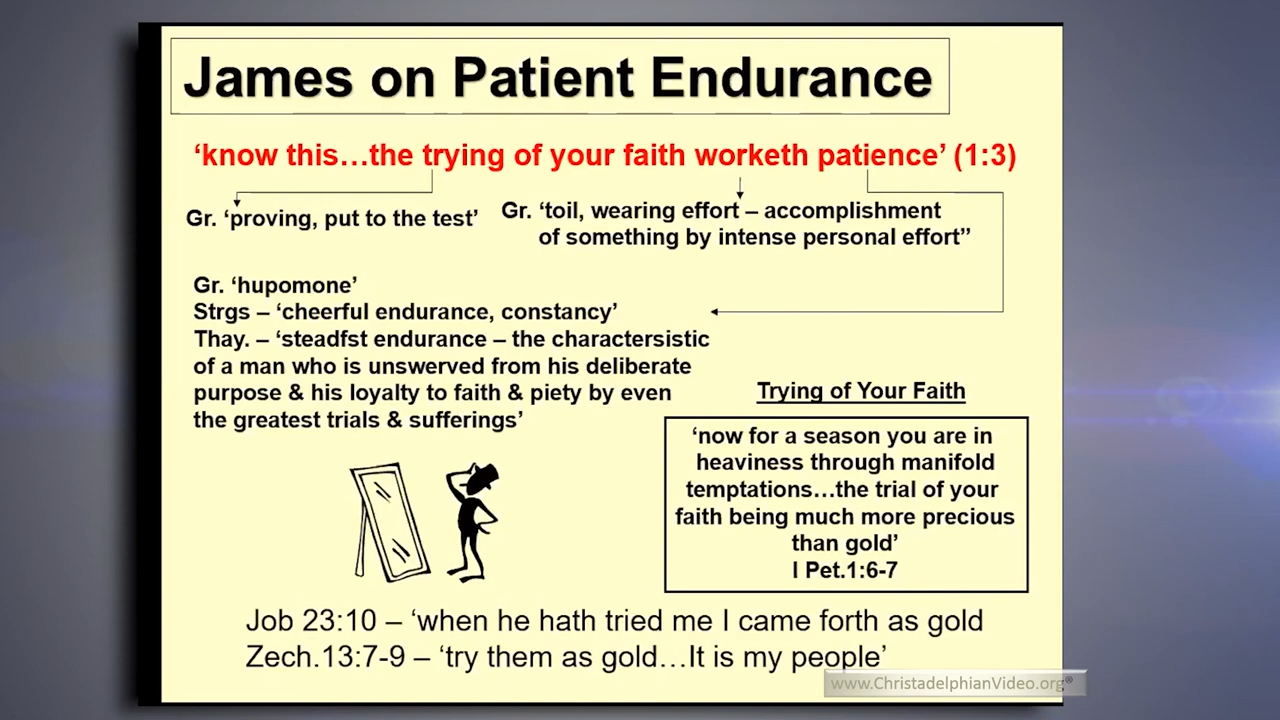 James on Patient Endurance
‘know this…the trying of your faith worketh patience’ (1:3)
Gr. ‘proving, put to the test’
Gr. ‘toil, wearing effort – accomplishment
of something by intense personal effort”
Gr. ‘hupomone’
Strgs – ‘cheerful endurance, constancy’
Thay. – ‘steadfst endurance – the charactersistic
of a man who is unswerved from his deliberate
purpose & his loyalty to faith & piety by even
the greatest trials & sufferings’
Trying of Your Faith
‘now for a season you are in
heaviness through manifold
temptations…the trial of your
faith being much more precious
than gold’
I Pet.1:6-7
Job 23:10 – ‘when he hath tried me I came forth as gold
Zech.13:7-9 – ‘try them as gold…It is my people’
www.ChristadelphianVideo.org®